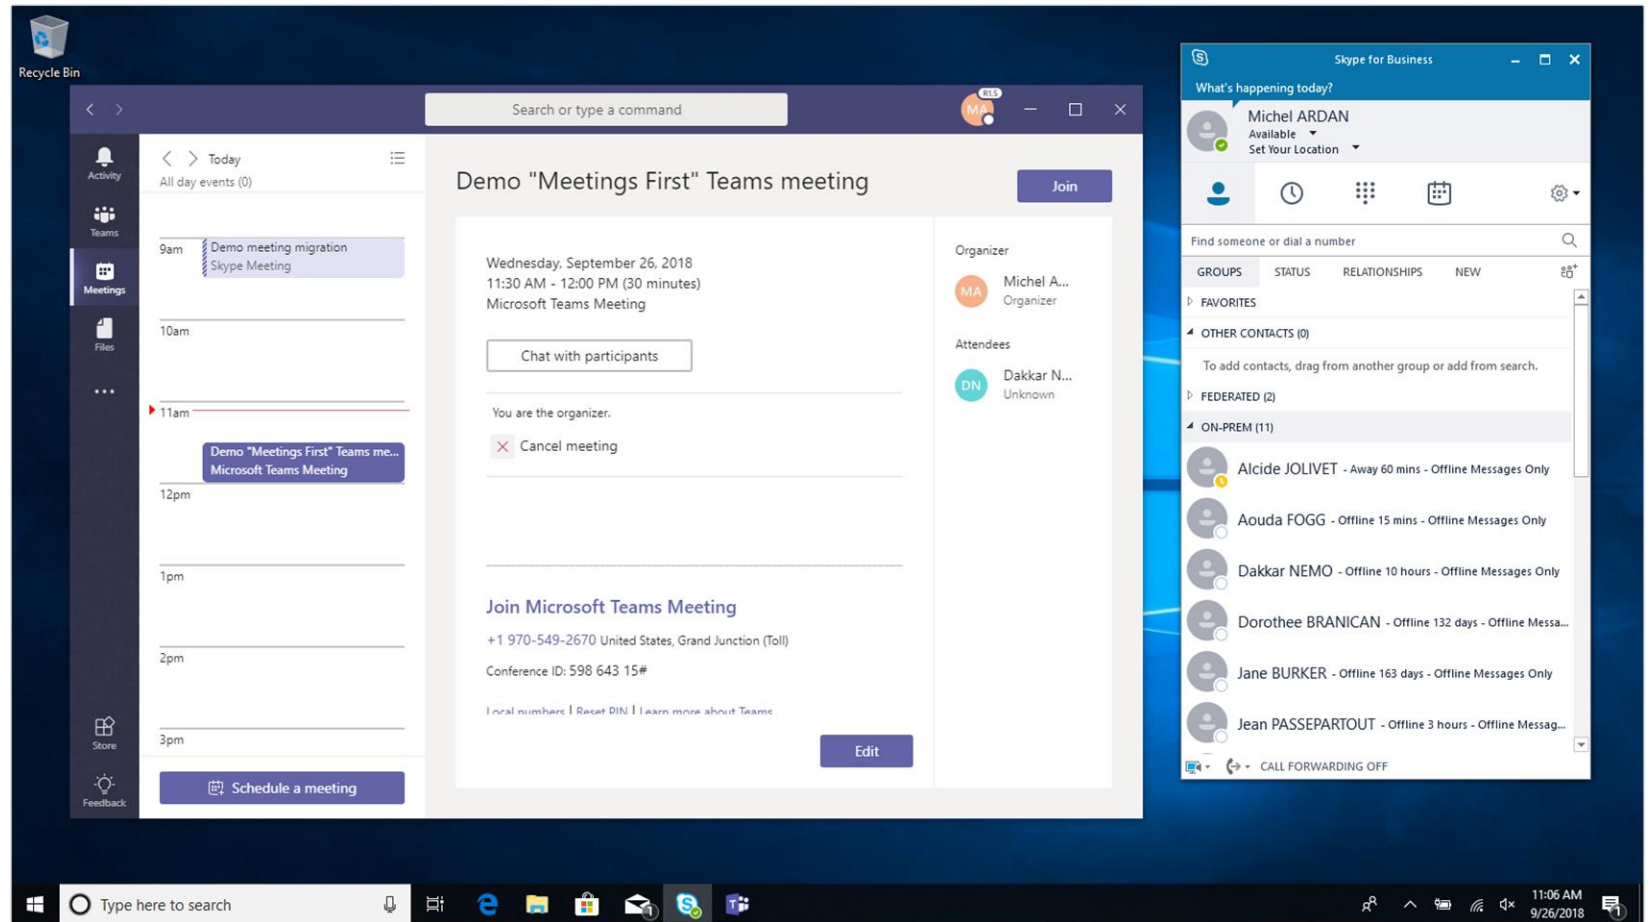 Recycle Bin
Search or type a command
R1.5
MA
Activity
Teams
Meetings
Files
Store
Feedback
Today
All day events (0)
9am
Demo meeting migration
Skype Meeting
10am
11am
Demo "Meetings First" Teams me...
Microsoft Teams Meeting
12pm
1pm
2pm
3pm
Schedule a meeting
Demo "Meetings First" Teams meeting
Join
Wednesday, September 26, 2018
11:30 AM - 12:00 PM (30 minutes)
Microsoft Teams Meeting
Chat with participants
You are the organizer.
Cancel meeting
Join Microsoft Teams Meeting
+1 970-549-2670 United States, Grand Junction (Toll)
Conference ID: 598 643 15#
Local numbers | Reset PIN | Learn more about Teams
Edit
Organizer
MA
Michel A...
Organizer
Attendees
DN
Dakkar N...
Unknown
Skype for Business
What's happening today?
Michel ARDAN
Available
Set Your Location
Find someone or dial a number
GROUPS STATUS RELATIONSHIPS NEW
FAVORITES
OTHER CONTACTS (0)
To add contacts, drag from another group or add from search.
FEDERATED (2)
ON-PREM (11)
Alcide JOLIVET - Away 60 mins - Offline Messages Only
Aouda FOGG - Offline 15 mins - Offline Messages Only
Dakkar NEMO - Offline 10 hours - Offline Messages Only
Dorothee BRANICAN - Offline 132 days - Offline Messa...
Jane BURKER - Offline 163 days - Offline Messages Only
Jean PASSEPARTOUT - Offline 3 hours - Offline Messag...
CALL FORWARDING OFF
Type here to search
1
11:06 AM
9/26/2018
1